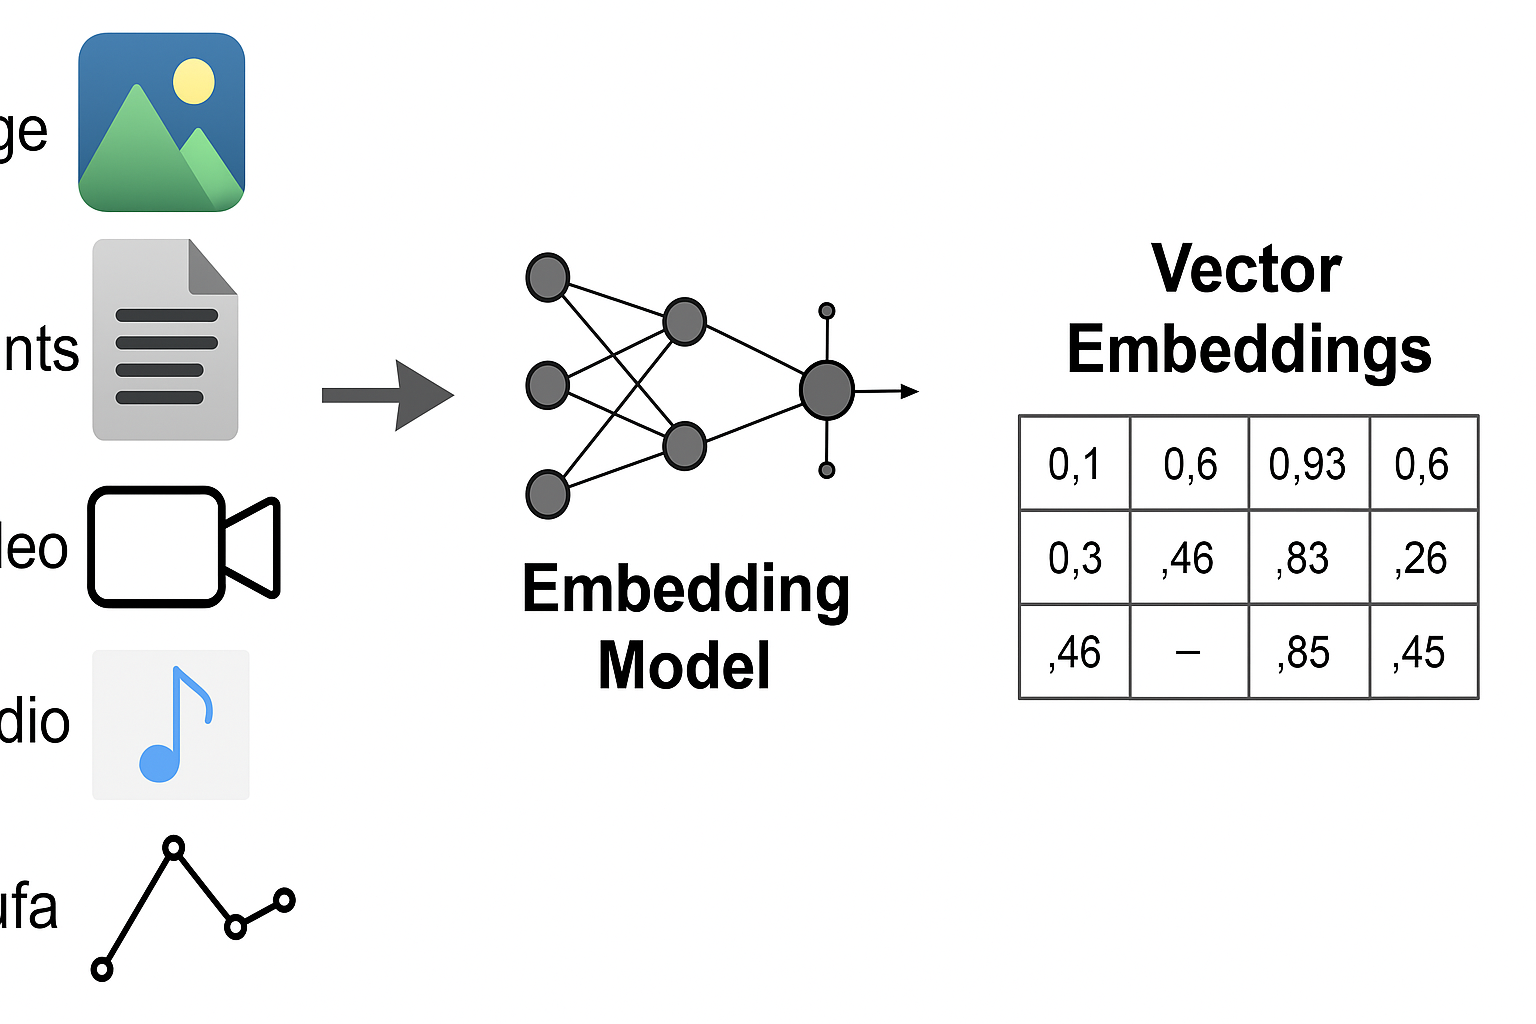 ge
nts
leo
dio
ufa
Embedding
Model
Vector
Embeddings
0,1 0,6 0,93 0,6
0,3 ,46 ,83 ,26
,46 – ,85 ,45